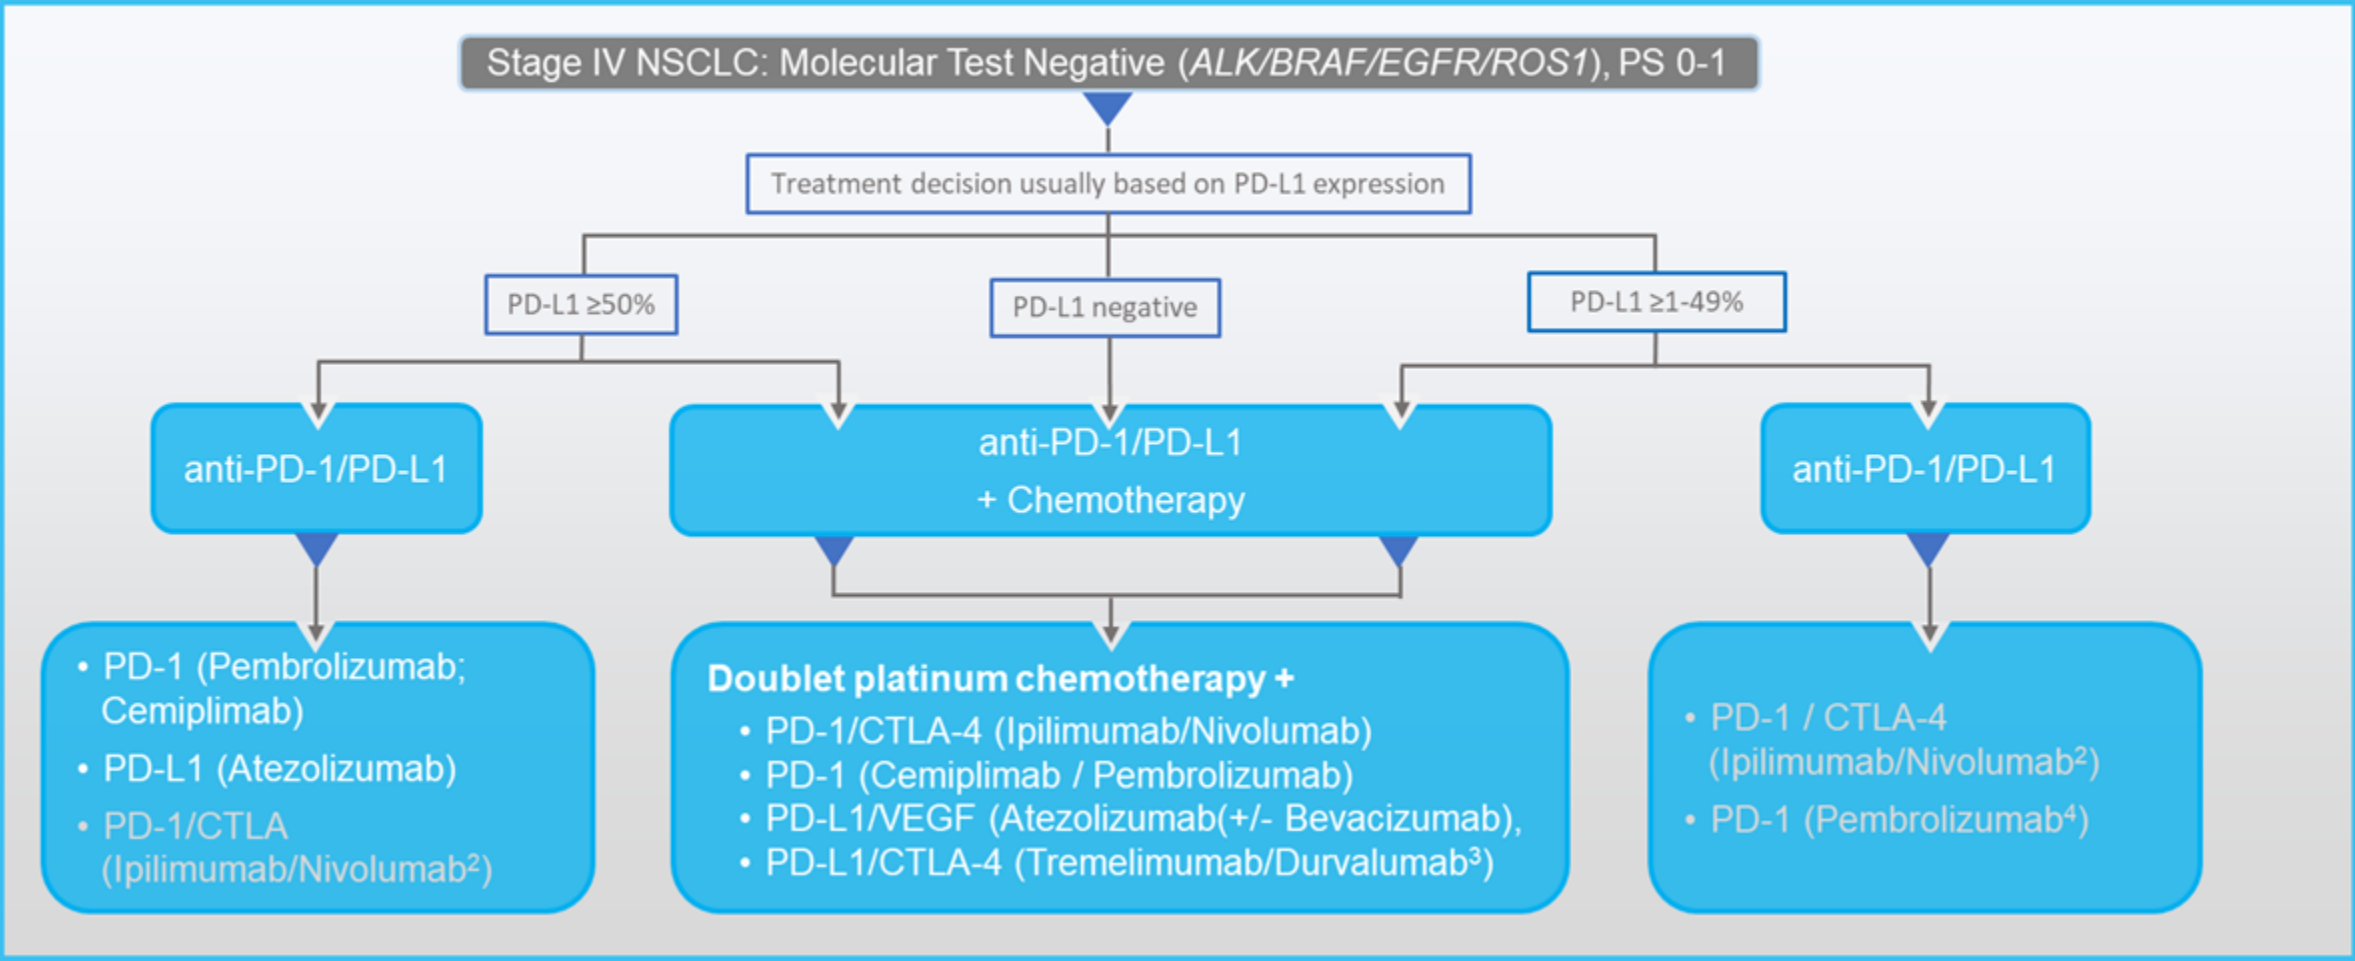 Stage IV NSCLC: Molecular Test Negative (ALK/BRAF/EGFR/ROS1), PS 0-1
Treatment decision usually based on PD-L1 expression
PD-L1 ≥50%
PD-L1 negative
PD-L1 ≥1-49%
anti-PD-1/PD-L1
anti-PD-1/PD-L1
+ Chemotherapy
anti-PD-1/PD-L1
• PD-1 (Pembrolizumab;
Cemiplimab)
• PD-L1 (Atezolizumab)
• PD-1/CTLA
(Ipilimumab/Nivolumab²)
Doublet platinum chemotherapy +
• PD-1/CTLA-4 (Ipilimumab/Nivolumab)
• PD-1 (Cemiplimab / Pembrolizumab)
• PD-L1/VEGF (Atezolizumab(+/- Bevacizumab),
• PD-L1/CTLA-4 (Tremelimumab/Durvalumab³)
• PD-1 / CTLA-4
(Ipilimumab/Nivolumab²)
• PD-1 (Pembrolizumab⁴)